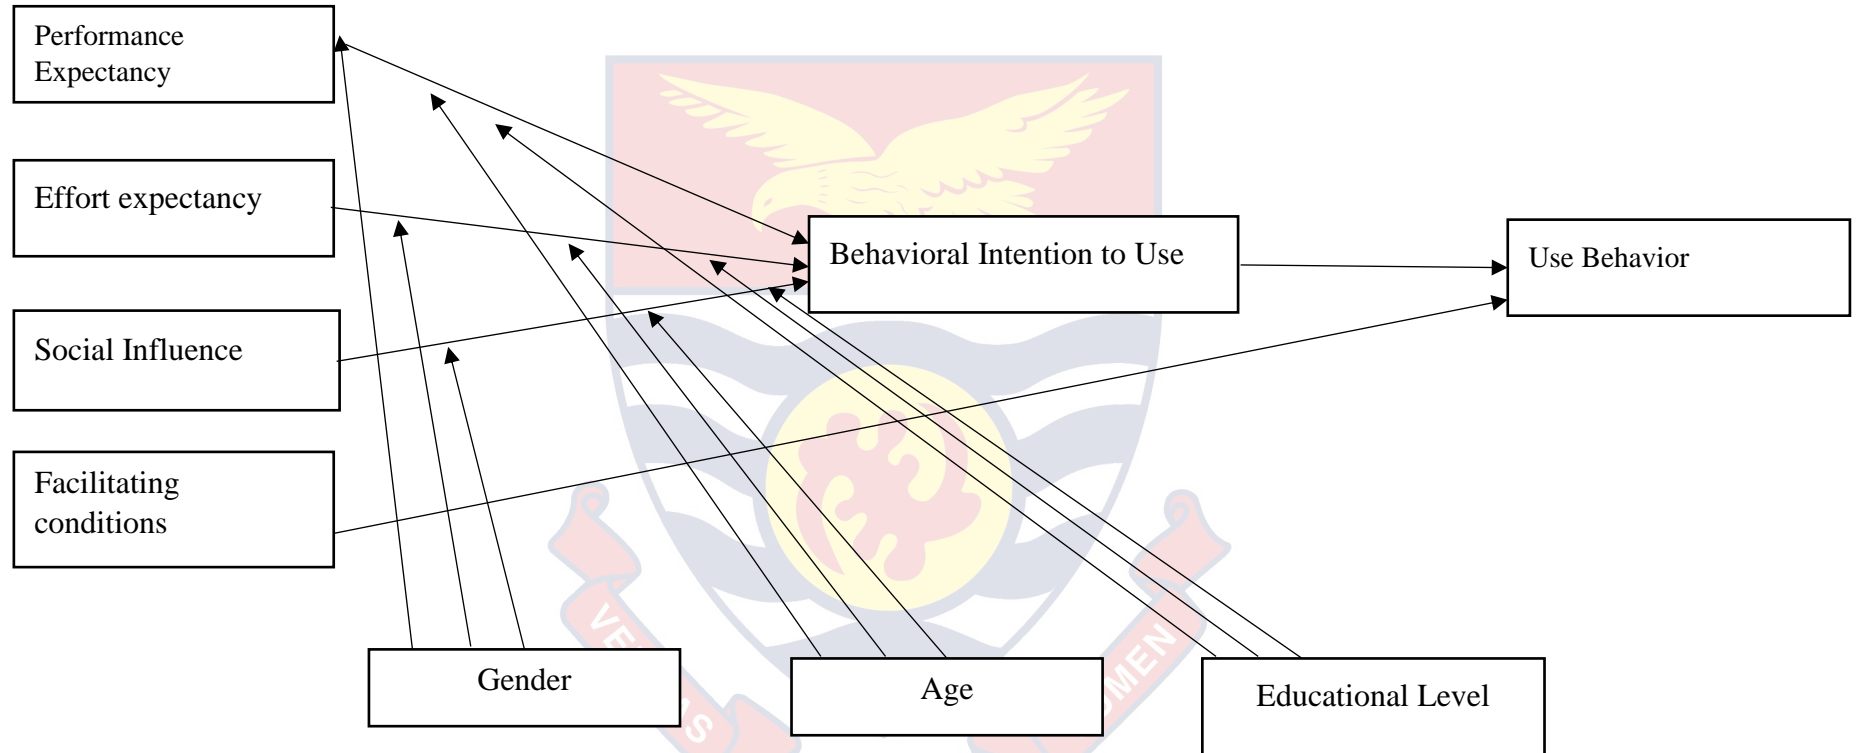 Performance
Expectancy
Effort expectancy
Social Influence
Facilitating
conditions
Behavioral Intention to Use
Use Behavior
Gender
Age
Educational Level